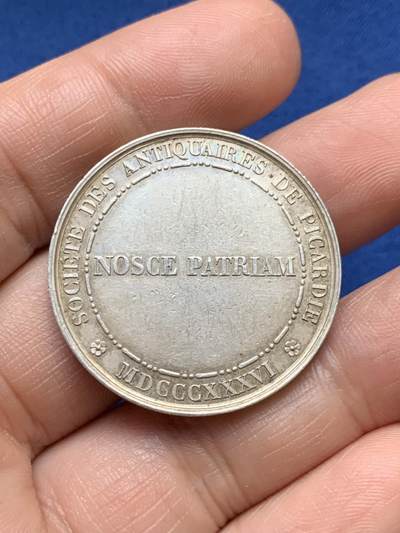 SOCIETE DES ANTIQUAIRES DE PICARDIE
NOSCE PATRIAM
MDCCCXXXVI